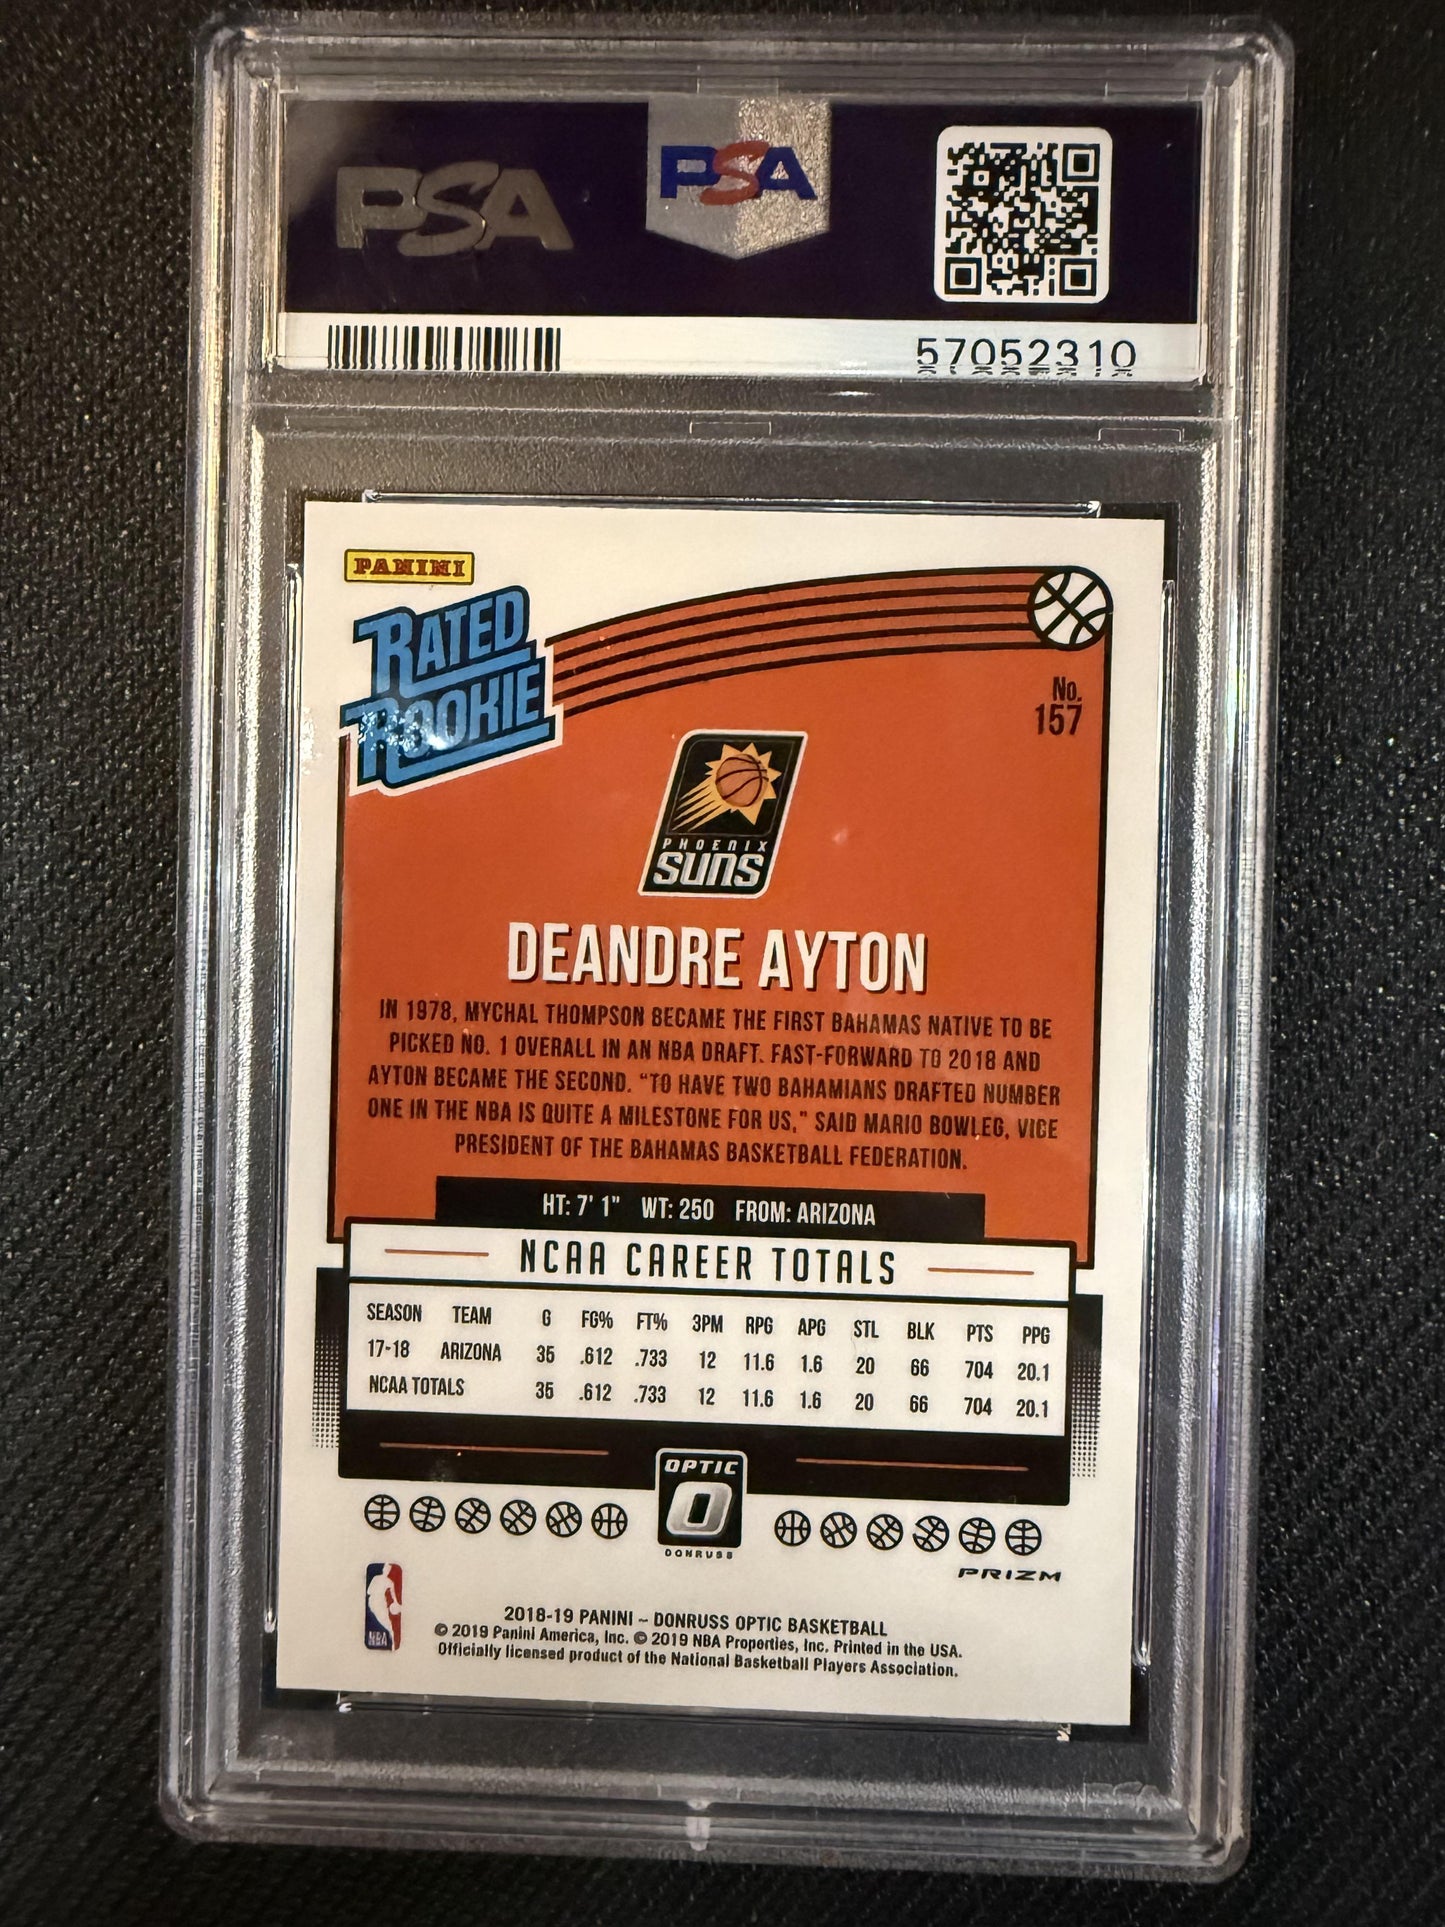 PSA
PSA
57052310
PANINI
RATED
ROOKIE
No.
157
PHOENIX
SUNS
DEANDRE AYTON
IN 1978, MYCHAL THOMPSON BECAME THE FIRST BAHAMAS NATIVE TO BE
PICKED NO. 1 OVERALL IN AN NBA DRAFT. FAST-FORWARD TO 2018 AND
AYTON BECAME THE SECOND. "TO HAVE TWO BAHAMIANS DRAFTED NUMBER
ONE IN THE NBA IS QUITE A MILESTONE FOR US," SAID MARIO BOWLEG, VICE
PRESIDENT OF THE BAHAMAS BASKETBALL FEDERATION.
HT: 7' 1" WT: 250 FROM: ARIZONA
NCAA CAREER TOTALS
SEASON TEAM G FG% FT% 3PM RPG APG STL BLK PTS PPG
17-18 ARIZONA 35 .612 .733 12 11.6 1.6 20 66 704 20.1
NCAA TOTALS 35 .612 .733 12 11.6 1.6 20 66 704 20.1
OPTIC
O
DONRUSS
PRIZM
NBA
2018-19 PANINI – DONRUSS OPTIC BASKETBALL
© 2019 Panini America, Inc. © 2019 NBA Properties, Inc. Printed in the USA.
Officially licensed product of the National Basketball Players Association.